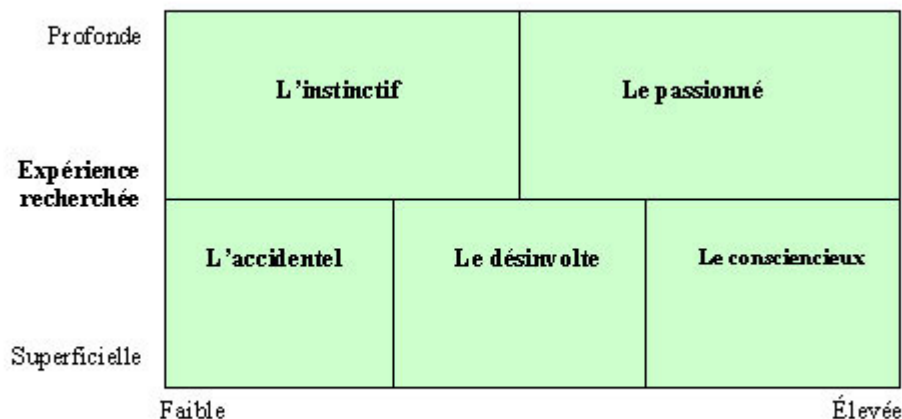 Profonde
L'instinctif
Le passionné
Expérience
recherchée
L'accidentel
Le désinvolte
Le consciencieux
Superficielle
Faible
Élevée